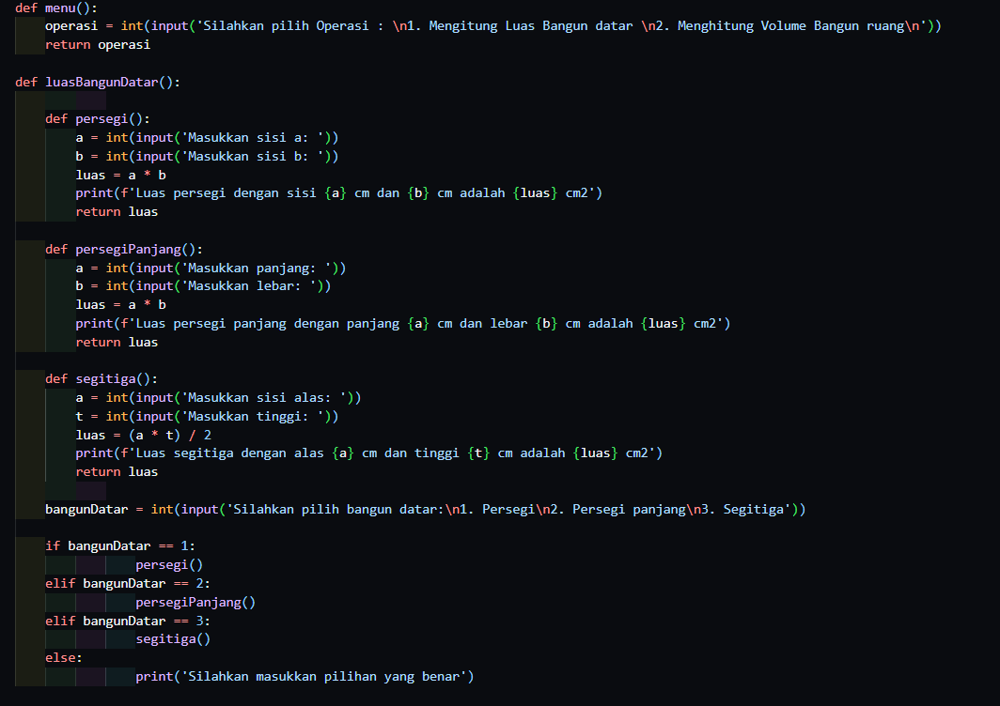 def menu():
    operasi = int(input('Silahkan pilih Operasi : \n1. Mengitung Luas Bangun datar \n2. Menghitung Volume Bangun ruang\n'))
    return operasi

def luasBangunDatar():

    def persegi():
        a = int(input('Masukkan sisi a: '))
        b = int(input('Masukkan sisi b: '))
        luas = a * b
        print(f'Luas persegi dengan sisi {a} cm dan {b} cm adalah {luas} cm2')
        return luas

    def persegiPanjang():
        a = int(input('Masukkan panjang: '))
        b = int(input('Masukkan lebar: '))
        luas = a * b
        print(f'Luas persegi panjang dengan panjang {a} cm dan lebar {b} cm adalah {luas} cm2')
        return luas

    def segitiga():
        a = int(input('Masukkan sisi alas: '))
        t = int(input('Masukkan tinggi: '))
        luas = (a * t) / 2
        print(f'Luas segitiga dengan alas {a} cm dan tinggi {t} cm adalah {luas} cm2')
        return luas

    bangunDatar = int(input('Silahkan pilih bangun datar:\n1. Persegi\n2. Persegi panjang\n3. Segitiga'))

    if bangunDatar == 1:
                persegi()
    elif bangunDatar == 2:
                persegiPanjang()
    elif bangunDatar == 3:
                segitiga()
    else:
                print('Silahkan masukkan pilihan yang benar')